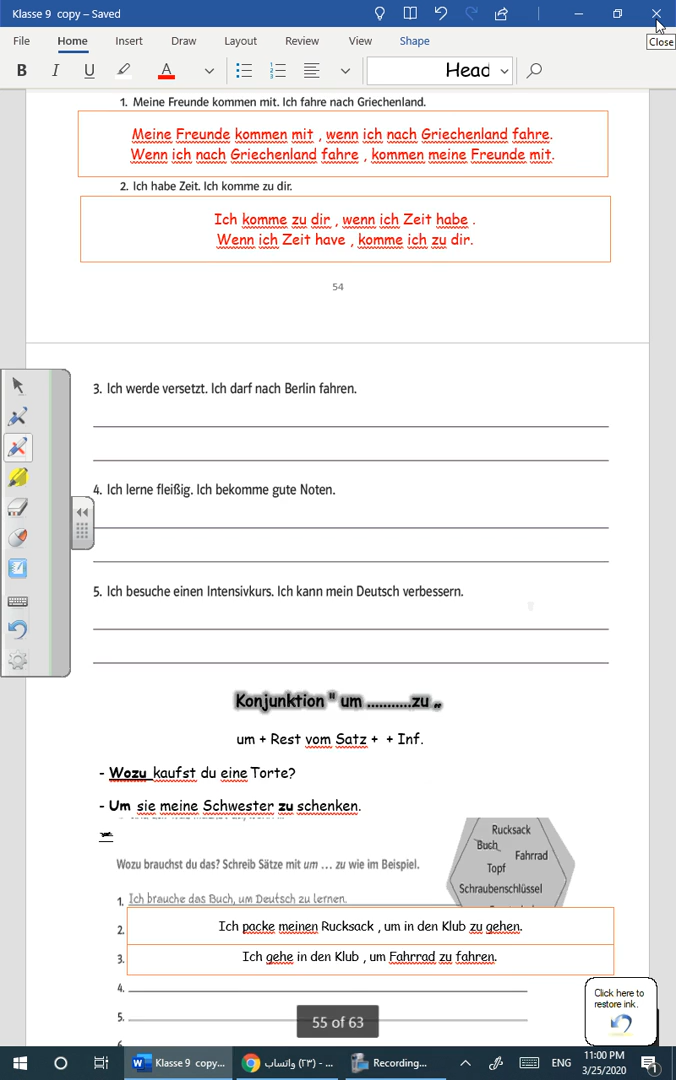 Klasse 9 copy – Saved
Close
File Home Insert Draw Layout References Review View Shape
B I U A Head
1. Meine Freunde kommen mit. Ich fahre nach Griechenland.
Meine Freunde kommen mit , wenn ich nach Griechenland fahre.
Wenn ich nach Griechenland fahre , kommen meine Freunde mit.
2. Ich habe Zeit. Ich komme zu dir.
Ich komme zu dir , wenn ich Zeit habe .
Wenn ich Zeit have , komme ich zu dir.
54
3. Ich werde versetzt. Ich darf nach Berlin fahren.
4. Ich lerne fleißig. Ich bekomme gute Noten.
5. Ich besuche einen Intensivkurs. Ich kann mein Deutsch verbessern.
Konjunktion " um ...........zu „
um + Rest vom Satz + + Inf.
- Wozu kaufst du eine Torte?
- Um sie meine Schwester zu schenken.
Rucksack
Buch
Fahrrad
Topf
Schraubenschlüssel
Wozu brauchst du das? Schreib Sätze mit um ... zu wie im Beispiel.
1. Ich brauche das Buch, um Deutsch zu lernen.
2. Ich packe meinen Rucksack , um in den Klub zu gehen.
3. Ich gehe in den Klub , um Fahrrad zu fahren.
4.
5.
55 of 63
Click here to
restore ink.
Klasse 9 copy... واتساب (٢٣) - ... Recording... ENG 11:00 PM
3/25/2020
1